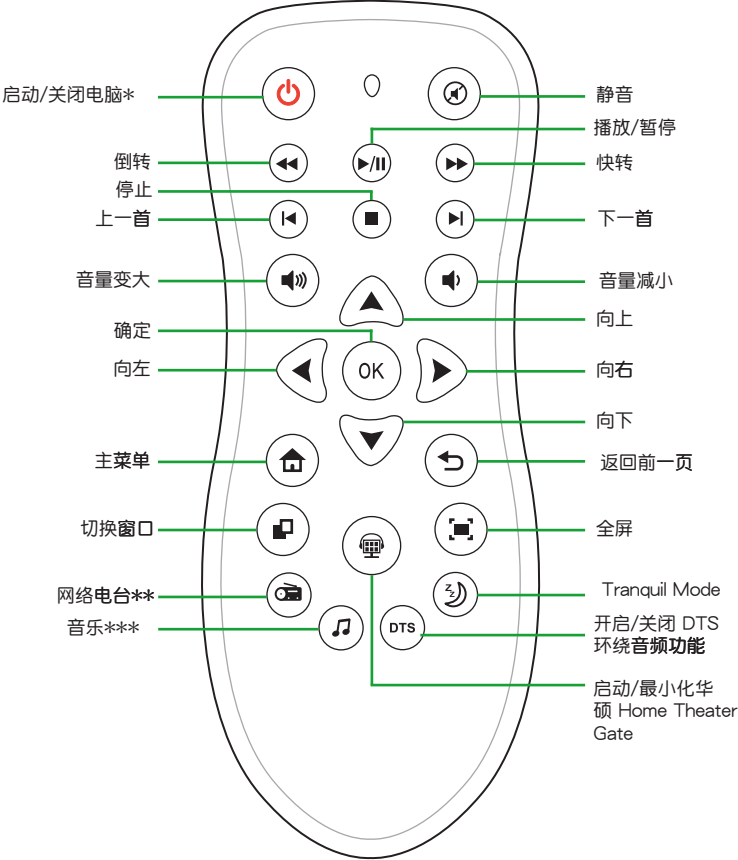 启动/关闭电脑*
静音
播放/暂停
倒转
快转
停止
上一首
下一首
音量变大
音量减小
向上
确定
向左
OK
向右
向下
主菜单
返回前一页
切换窗口
全屏
网络电台**
Z
Z
Tranquil Mode
音乐***
DTS
开启/关闭 DTS
环绕音频功能
启动/最小化华
硕 Home Theater
Gate